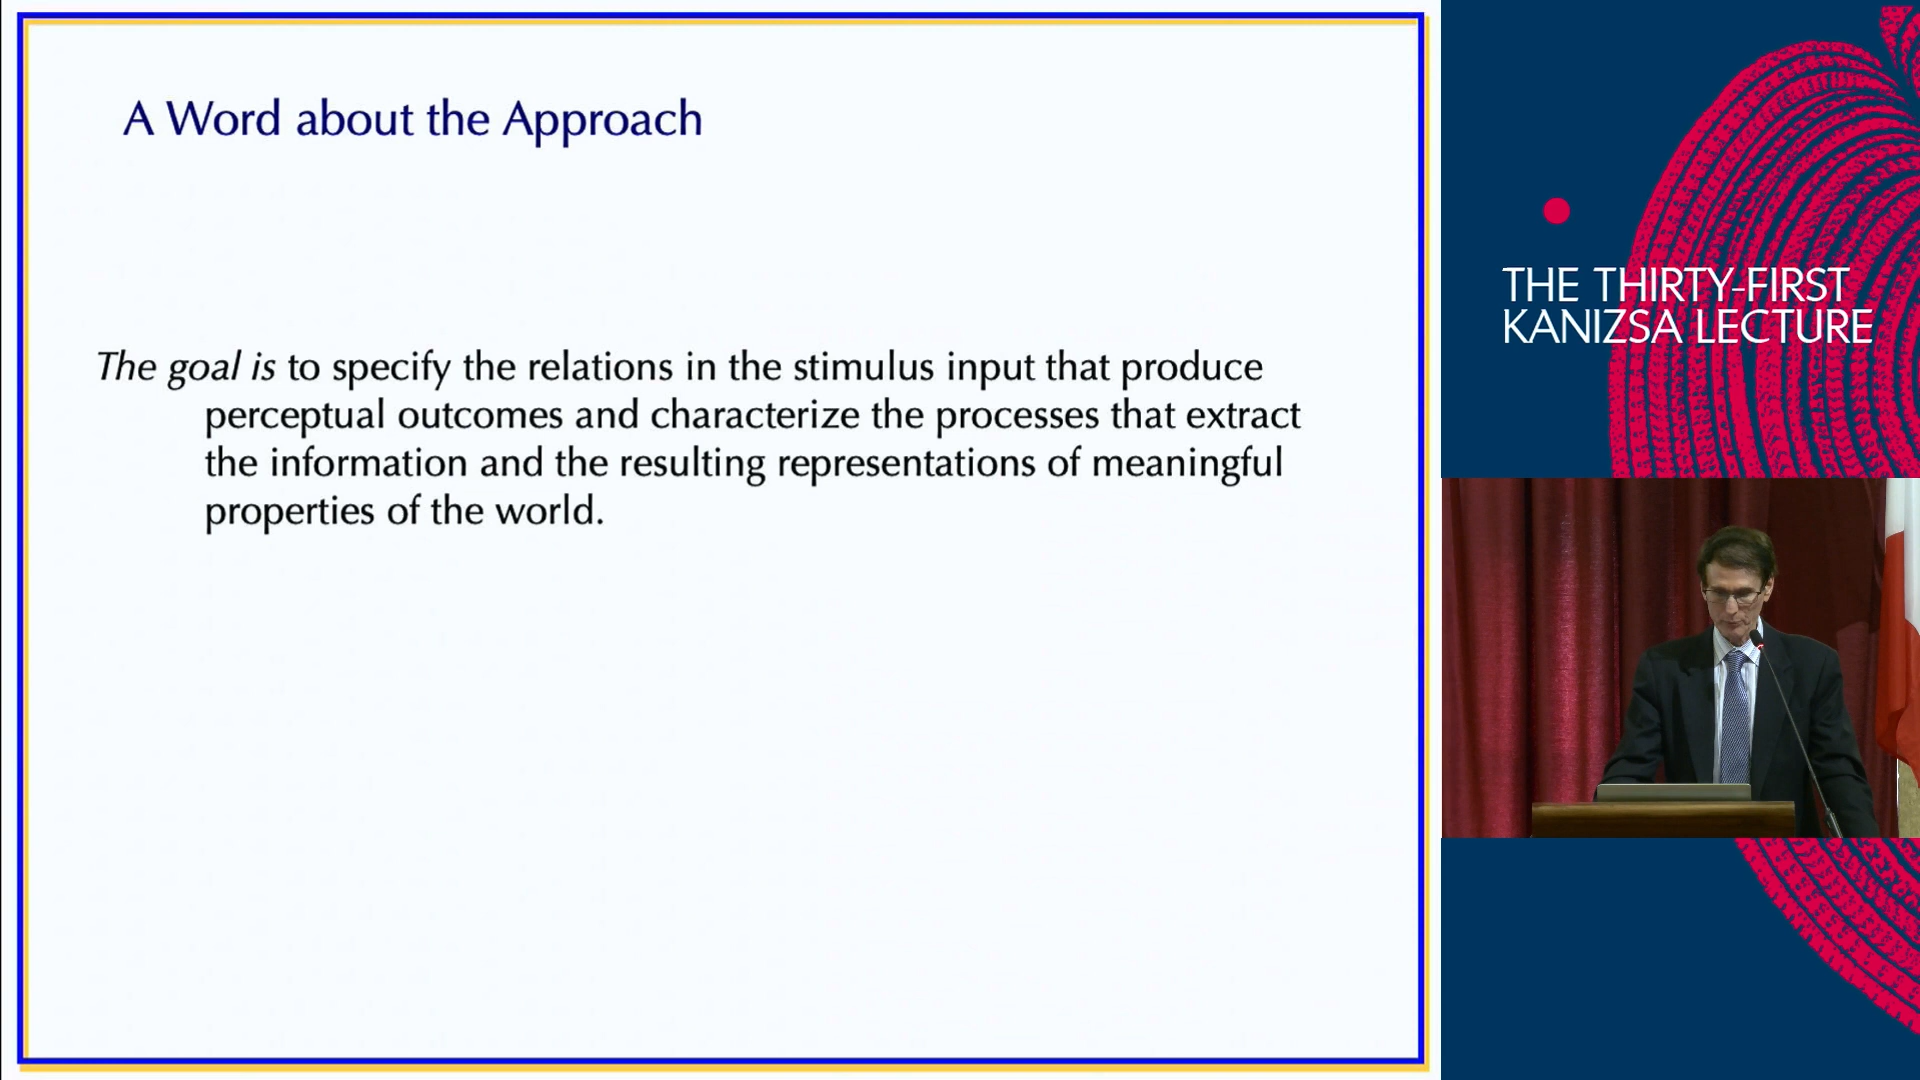 A Word about the Approach
The goal is to specify the relations in the stimulus input that produce
perceptual outcomes and characterize the processes that extract
the information and the resulting representations of meaningful
properties of the world.
THE THIRTY-FIRST
KANIZSA LECTURE